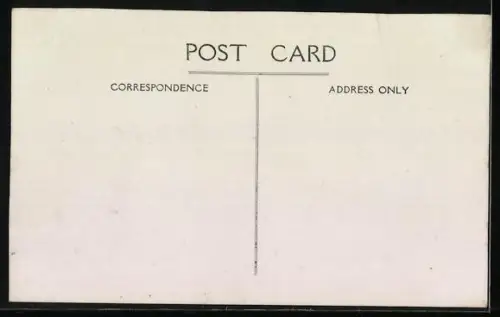 POST CARD
CORRESPONDENCE
ADDRESS ONLY